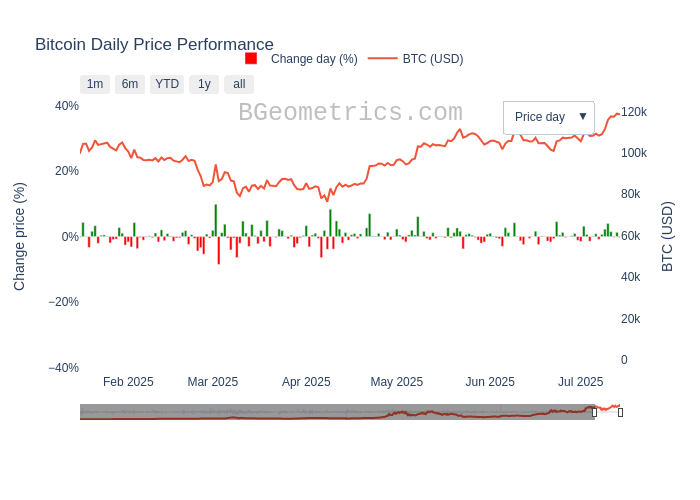 Bitcoin Daily Price Performance
Change day (%) BTC (USD)
1m 6m YTD 1y all
BGeometrics.com
Price day ▼
40%
20%
0%
−20%
−40%
Change price (%)
120k
100k
80k
60k
40k
20k
0
BTC (USD)
Feb 2025 Mar 2025 Apr 2025 May 2025 Jun 2025 Jul 2025